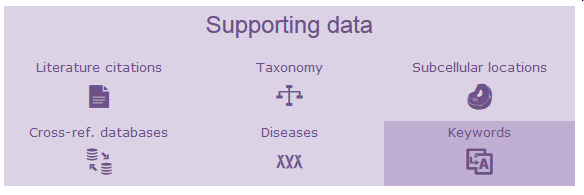 Supporting data
Literature citations Taxonomy Subcellular locations
Cross-ref. databases Diseases Keywords